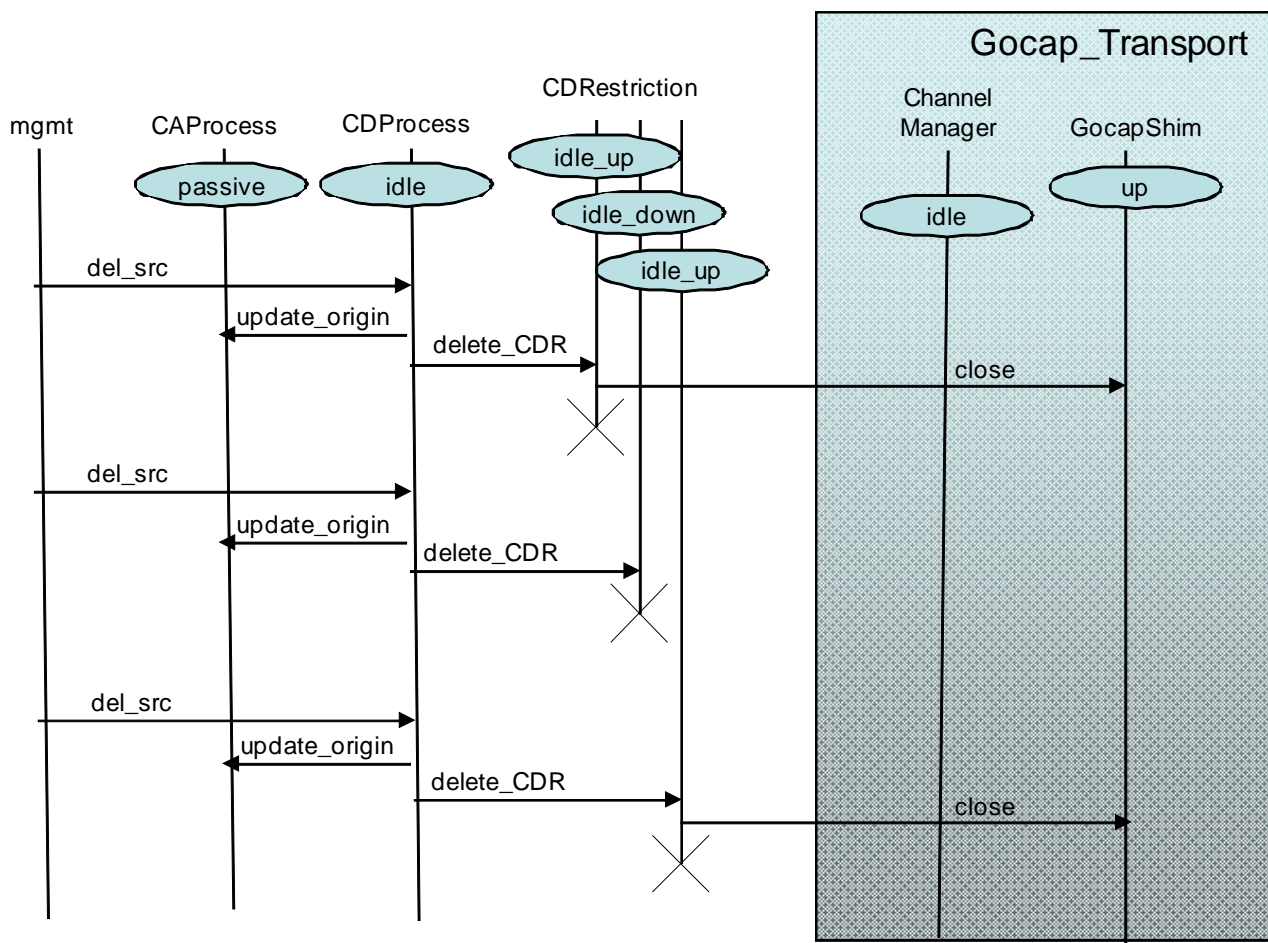 Gocap_Transport
CDRestriction
Channel
Manager
mgmt
CAProcess
CDProcess
GocapShim
idle_up
passive
idle
up
idle_down
idle
idle_up
del_src
update_origin
delete_CDR
close
del_src
update_origin
delete_CDR
del_src
update_origin
delete_CDR
close